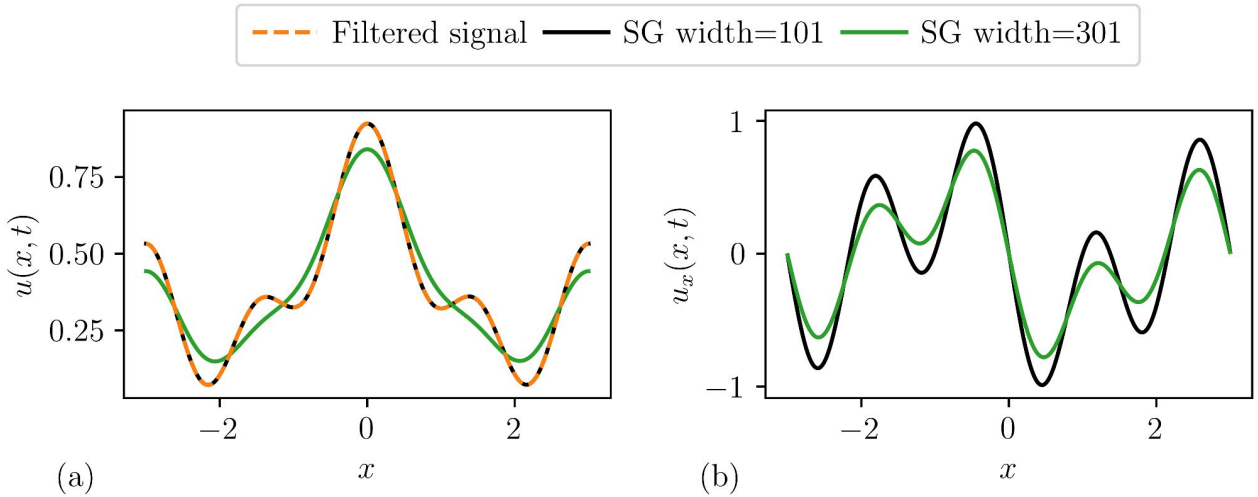 Filtered signal SG width=101 SG width=301
0.75
0.50
0.25
u(x, t)
−2 0 2
x
(a)
1
0
−1
u_x(x, t)
−2 0 2
x
(b)